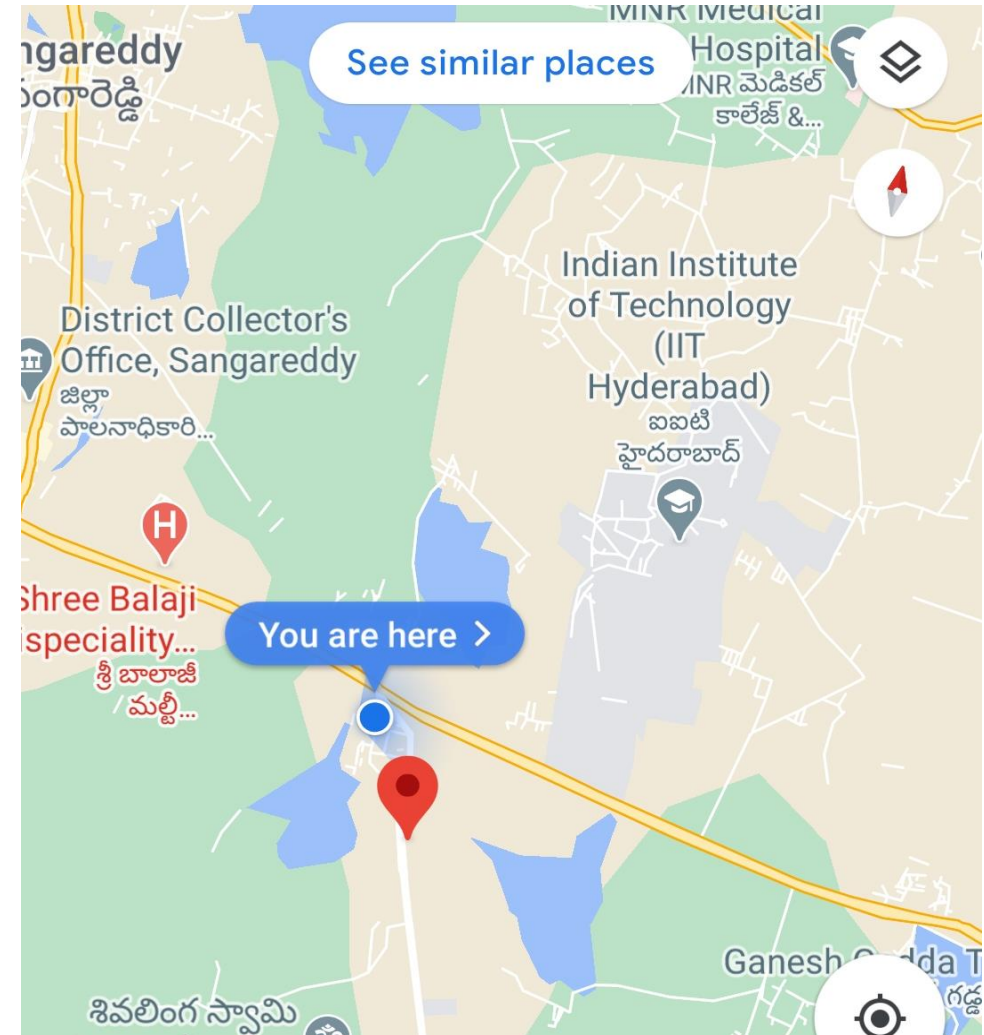 MNR Medical
Hospital
MNR మెడికల్
కాలేజ్ &...
See similar places
ngareddy
సంగారెడ్డి
Indian Institute
of Technology
(IIT
Hyderabad)
ఐఐటి
హైదరాబాద్
District Collector's
Office, Sangareddy
జిల్లా
పాలనాధికారి...
H
Shree Balaji
ispeciality...
శ్రీ బాలాజీ
మల్టీ...
You are here
Ganesh
గడ్డ
శివలింగ స్వామి